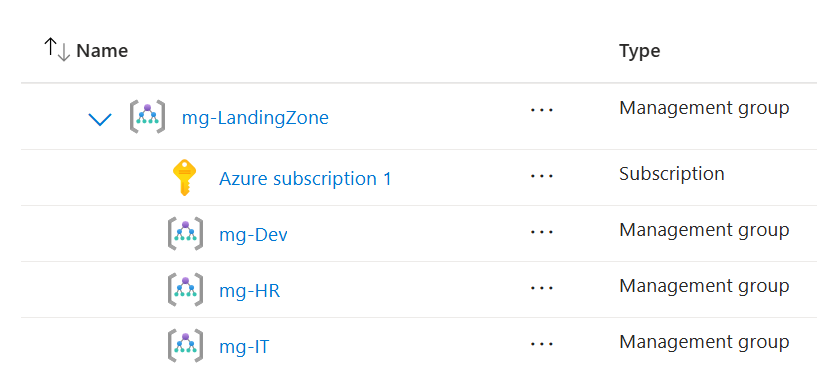 Name Type
mg-LandingZone ... Management group
Azure subscription 1 ... Subscription
mg-Dev ... Management group
mg-HR ... Management group
mg-IT ... Management group